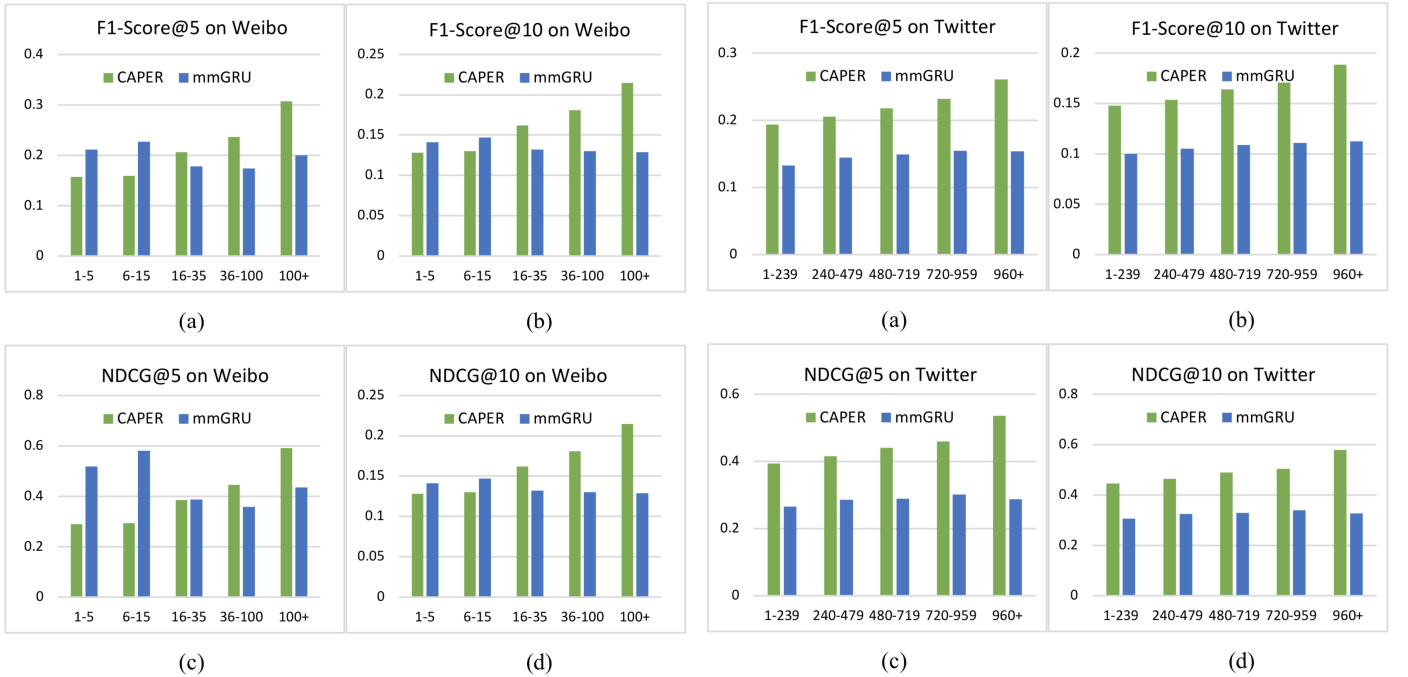 F1-Score@5 on Weibo
0.4
CAPER mmGRU
0.3
0.2
0.1
0
1-5 6-15 16-35 36-100 100+
(a)
F1-Score@10 on Weibo
0.25
CAPER mmGRU
0.2
0.15
0.1
0.05
0
1-5 6-15 16-35 36-100 100+
(b)
F1-Score@5 on Twitter
0.3
CAPER mmGRU
0.2
0.1
0
1-239 240-479 480-719 720-959 960+
(a)
F1-Score@10 on Twitter
0.2
CAPER mmGRU
0.15
0.1
0.05
0
1-239 240-479 480-719 720-959 960+
(b)
NDCG@5 on Weibo
0.8
CAPER mmGRU
0.6
0.4
0.2
0
1-5 6-15 16-35 36-100 100+
(c)
NDCG@10 on Weibo
0.25
CAPER mmGRU
0.2
0.15
0.1
0.05
0
1-5 6-15 16-35 36-100 100+
(d)
NDCG@5 on Twitter
0.6
CAPER mmGRU
0.4
0.2
0
1-239 240-479 480-719 720-959 960+
(c)
NDCG@10 on Twitter
0.8
CAPER mmGRU
0.6
0.4
0.2
0
1-239 240-479 480-719 720-959 960+
(d)